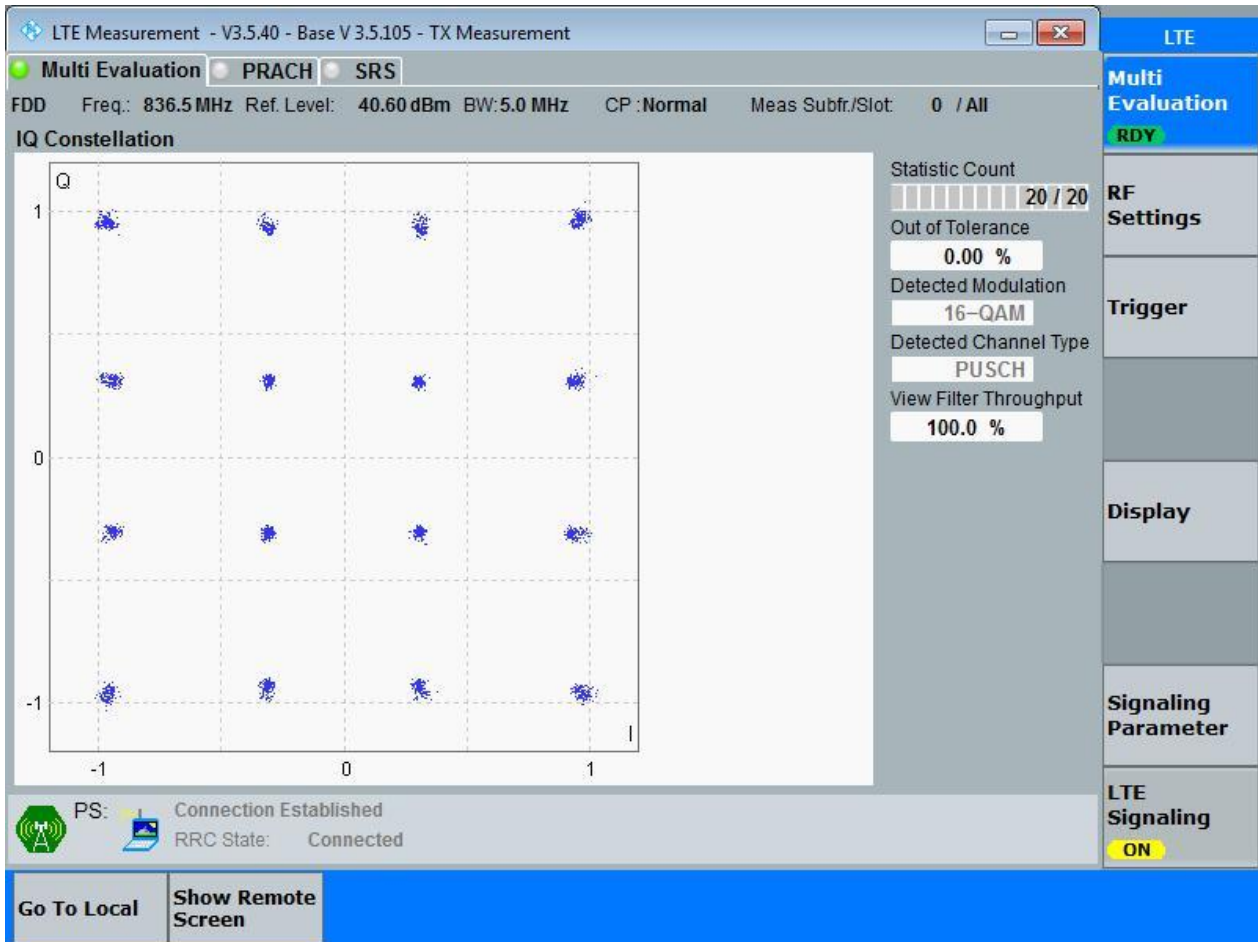 LTE Measurement - V3.5.40 - Base V 3.5.105 - TX Measurement
LTE
Multi Evaluation PRACH SRS
Multi
Evaluation
RDY
FDD Freq.: 836.5 MHz Ref. Level: 40.60 dBm BW: 5.0 MHz CP : Normal Meas Subfr./Slot: 0 / All
IQ Constellation
Q
1
0
-1
-1 0 1
I
Statistic Count
20 / 20
Out of Tolerance
0.00 %
Detected Modulation
16-QAM
Detected Channel Type
PUSCH
View Filter Throughput
100.0 %
RF
Settings
Trigger
Display
Signaling
Parameter
LTE
Signaling
ON
PS: Connection Established
RRC State: Connected
Go To Local
Show Remote
Screen